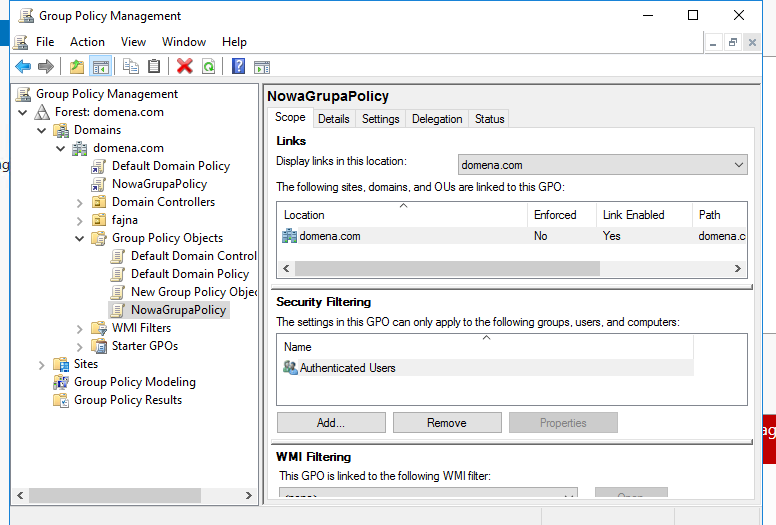 Group Policy Management
File Action View Window Help
Group Policy Management
Forest: domena.com
Domains
domena.com
Default Domain Policy
NowaGrupaPolicy
Domain Controllers
fajna
Group Policy Objects
Default Domain Control
Default Domain Policy
New Group Policy Objec
NowaGrupaPolicy
WMI Filters
Starter GPOs
Sites
Group Policy Modeling
Group Policy Results
NowaGrupaPolicy
Scope Details Settings Delegation Status
Links
Display links in this location: domena.com
The following sites, domains, and OUs are linked to this GPO:
Location Enforced Link Enabled Path
domena.com No Yes domena.c
Security Filtering
The settings in this GPO can only apply to the following groups, users, and computers:
Name
Authenticated Users
Add... Remove Properties
WMI Filtering
This GPO is linked to the following WMI filter: